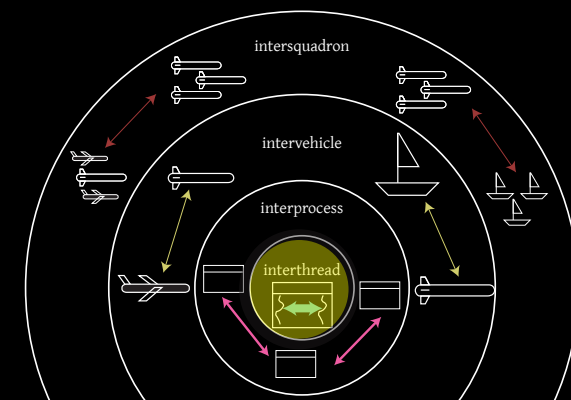 intersquadron
intervehicle
interprocess
interthread